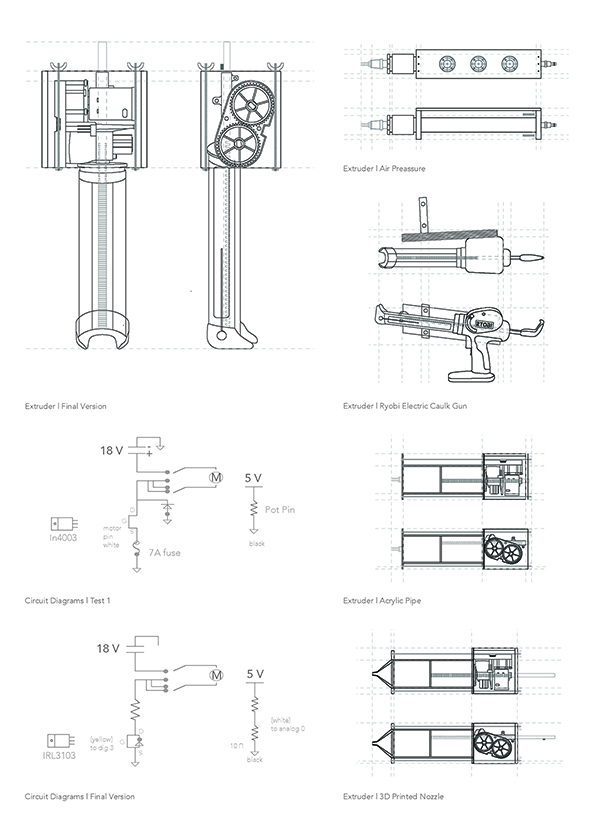 Extruder | Final Version
Extruder | Air Preassure
RYOBI
Extruder | Ryobi Electric Caulk Gun
18 V
- +
M
5 V
Pot Pin
black
In4003
motor
pin
white
G
D
S
7A fuse
Circuit Diagrams | Test 1
Extruder | Acrylic Pipe
18 V
M
5 V
(white)
to analog 0
10 Ω
black
(yellow)
to dig 3
G
D
S
IRL3103
Circuit Diagrams | Final Version
Extruder | 3D Printed Nozzle